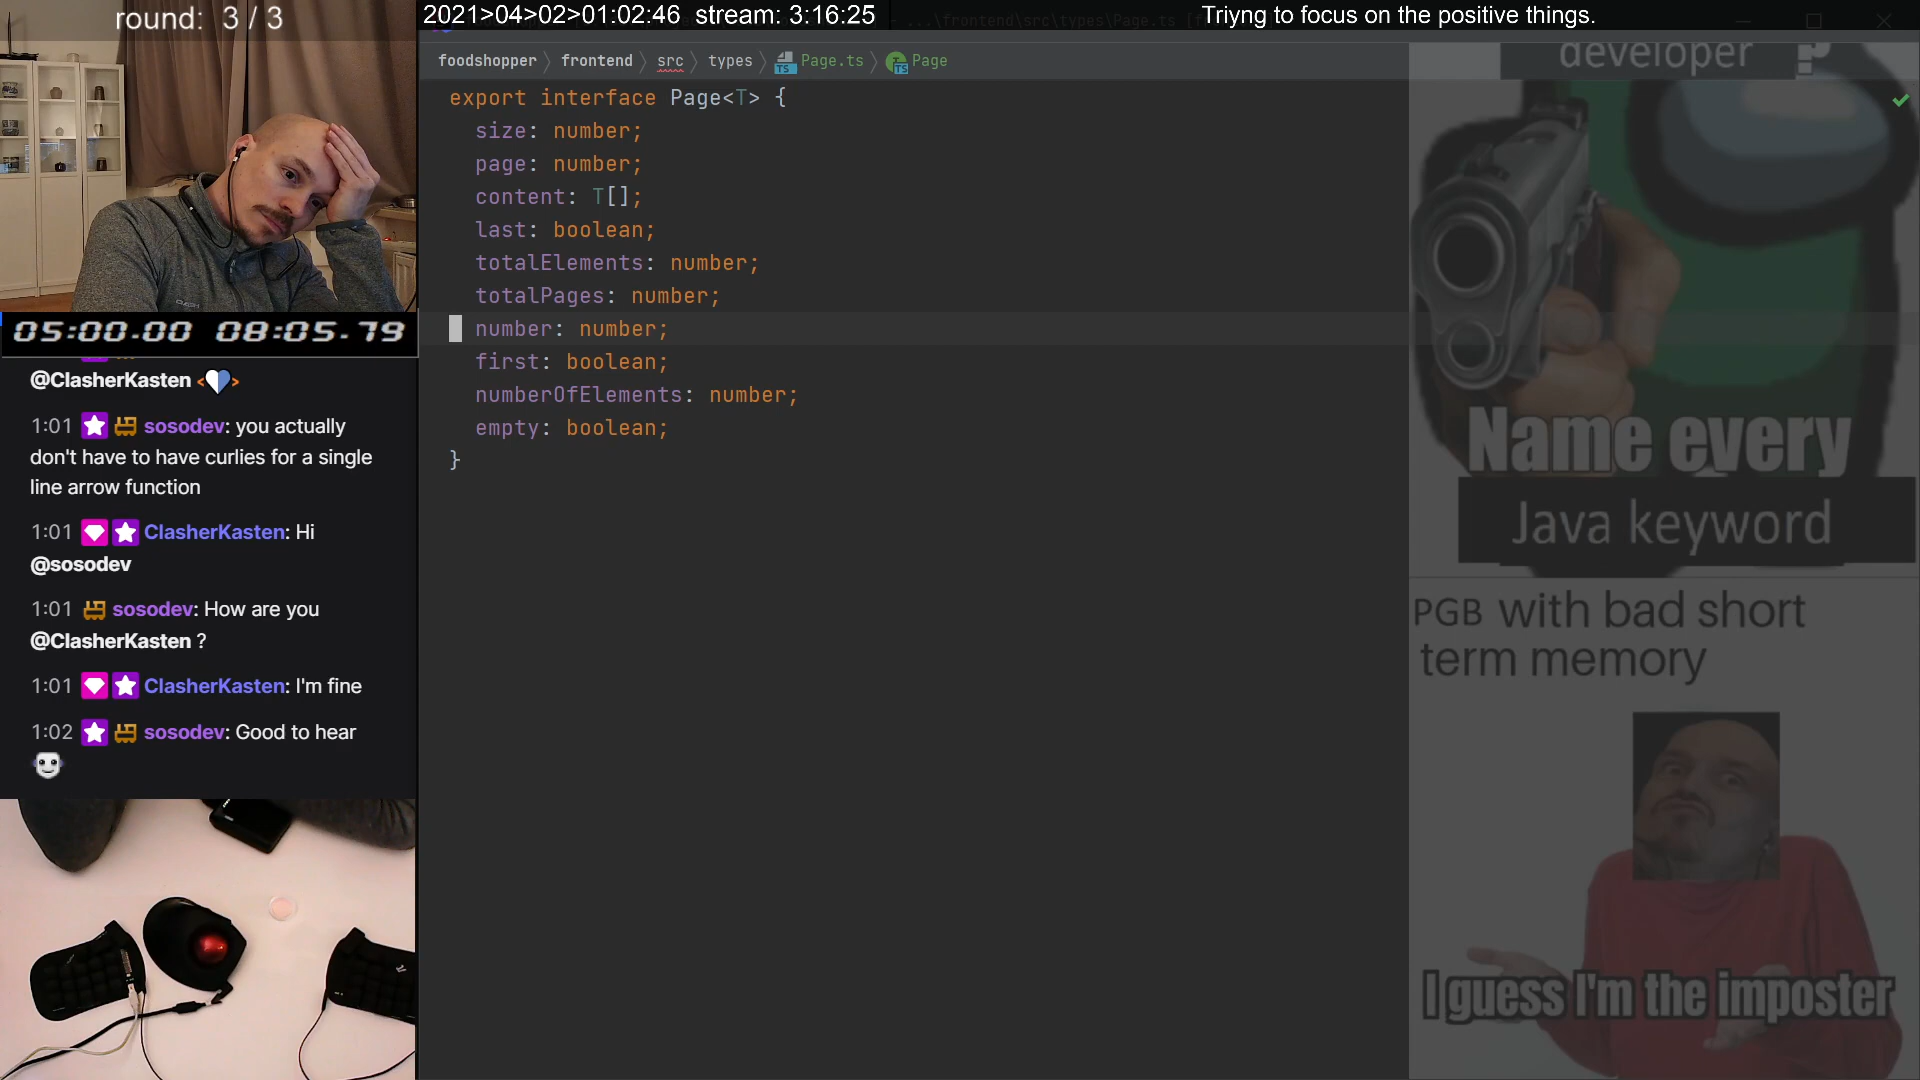 round: 3 / 3
2021>04>02>01:02:46 stream: 3:16:25
...\frontend\src\types\Page.ts
Triyng to focus on the positive things.
foodshopper
frontend
src
types
Page.ts
Page
export interface Page<T> {
size: number;
page: number;
content: T[];
last: boolean;
totalElements: number;
totalPages: number;
number: number;
first: boolean;
numberOfElements: number;
empty: boolean;
}
05:00.00 08:05.79
@ClasherKasten
1:01 sosodev: you actually
don't have to have curlies for a single
line arrow function
1:01 ClasherKasten: Hi
@sosodev
1:01 sosodev: How are you
@ClasherKasten ?
1:01 ClasherKasten: I'm fine
1:02 sosodev: Good to hear
developer ?
Name every
Java keyword
PGB with bad short
term memory
I guess I'm the imposter